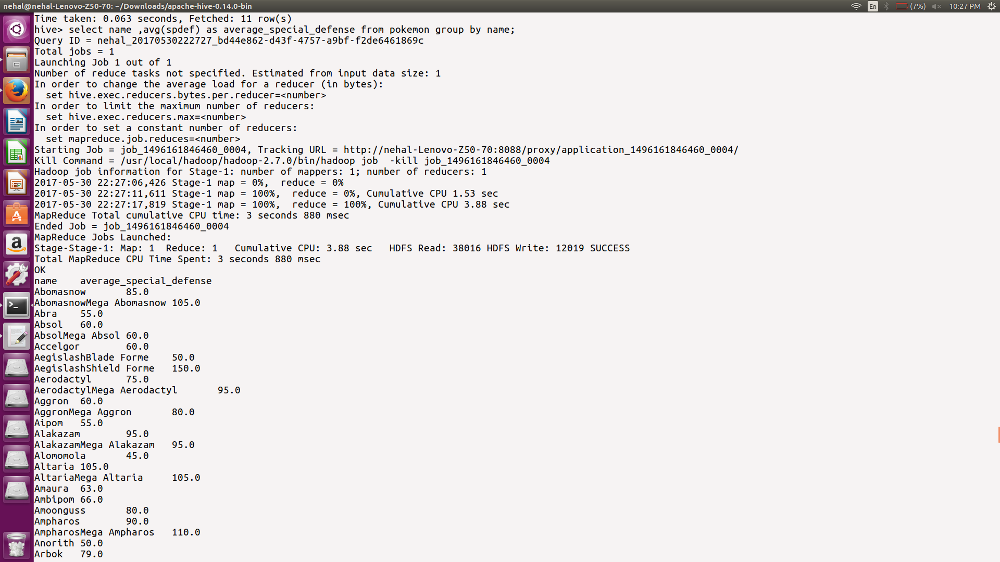 nehal@nehal-Lenovo-Z50-70: ~/Downloads/apache-hive-0.14.0-bin
En
(7%)
10:27 PM
Time taken: 0.063 seconds, Fetched: 11 row(s)
hive> select name ,avg(spdef) as average_special_defense from pokemon group by name;
Query ID = nehal_20170530222727_bd44e862-d43f-4757-a9bf-f2de6461869c
Total jobs = 1
Launching Job 1 out of 1
Number of reduce tasks not specified. Estimated from input data size: 1
In order to change the average load for a reducer (in bytes):
  set hive.exec.reducers.bytes.per.reducer=<number>
In order to limit the maximum number of reducers:
  set hive.exec.reducers.max=<number>
In order to set a constant number of reducers:
  set mapreduce.job.reduces=<number>
Starting Job = job_1496161846460_0004, Tracking URL = http://nehal-Lenovo-Z50-70:8088/proxy/application_1496161846460_0004/
Kill Command = /usr/local/hadoop/hadoop-2.7.0/bin/hadoop job  -kill job_1496161846460_0004
Hadoop job information for Stage-1: number of mappers: 1; number of reducers: 1
2017-05-30 22:27:06,426 Stage-1 map = 0%,  reduce = 0%
2017-05-30 22:27:11,611 Stage-1 map = 100%,  reduce = 0%, Cumulative CPU 1.53 sec
2017-05-30 22:27:17,819 Stage-1 map = 100%,  reduce = 100%, Cumulative CPU 3.88 sec
MapReduce Total cumulative CPU time: 3 seconds 880 msec
Ended Job = job_1496161846460_0004
MapReduce Jobs Launched:
Stage-Stage-1: Map: 1  Reduce: 1   Cumulative CPU: 3.88 sec   HDFS Read: 38016 HDFS Write: 12019 SUCCESS
Total MapReduce CPU Time Spent: 3 seconds 880 msec
OK
name    average_special_defense
Abomasnow       85.0
AbomasnowMega Abomasnow 105.0
Abra    55.0
Absol   60.0
AbsolMega Absol 60.0
Accelgor        60.0
AegislashBlade Forme    50.0
AegislashShield Forme   150.0
Aerodactyl      75.0
AerodactylMega Aerodactyl       95.0
Aggron  60.0
AggronMega Aggron       80.0
Aipom   55.0
Alakazam        95.0
AlakazamMega Alakazam   95.0
Alomomola       45.0
Altaria 105.0
AltariaMega Altaria     105.0
Amaura  63.0
Ambipom 66.0
Amoonguss       80.0
Ampharos        90.0
AmpharosMega Ampharos   110.0
Anorith 50.0
Arbok   79.0